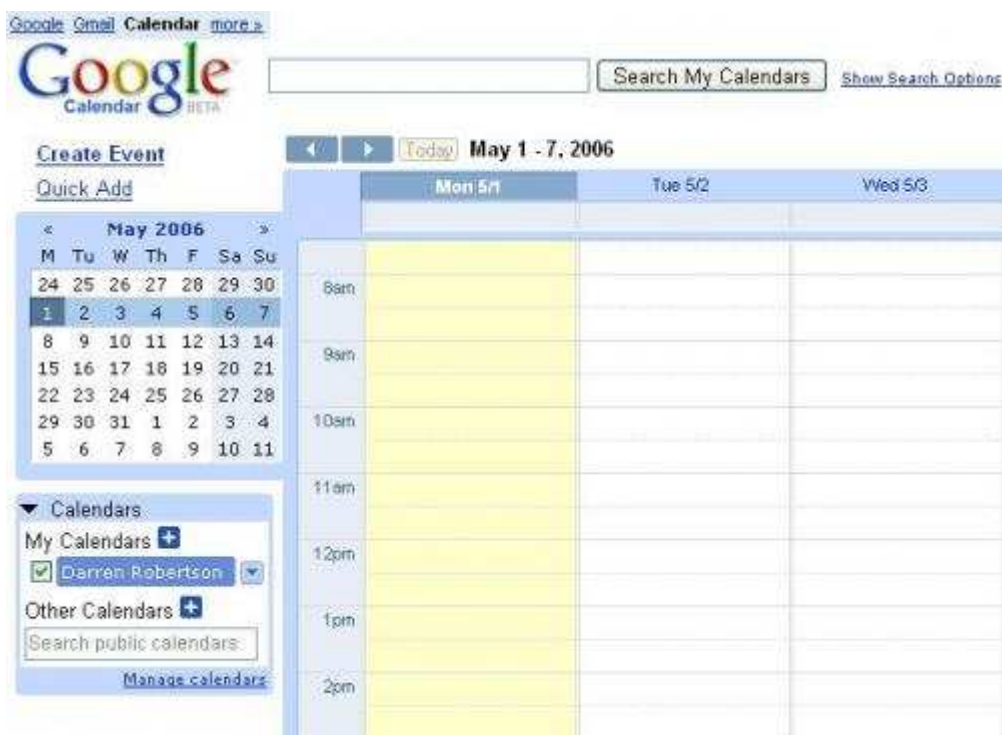 Google Gmail Calendar more »
Google
Calendar BETA
Search My Calendars Show Search Options
Create Event
Quick Add
Today May 1 - 7, 2006
Mon 5/1 Tue 5/2 Wed 5/3
« May 2006 »
M Tu W Th F Sa Su
24 25 26 27 28 29 30
1 2 3 4 5 6 7
8 9 10 11 12 13 14
15 16 17 18 19 20 21
22 23 24 25 26 27 28
29 30 31 1 2 3 4
5 6 7 8 9 10 11
Calendars
My Calendars
Darren Robertson
Other Calendars
Search public calendars
Manage calendars
8am
9am
10am
11am
12pm
1pm
2pm